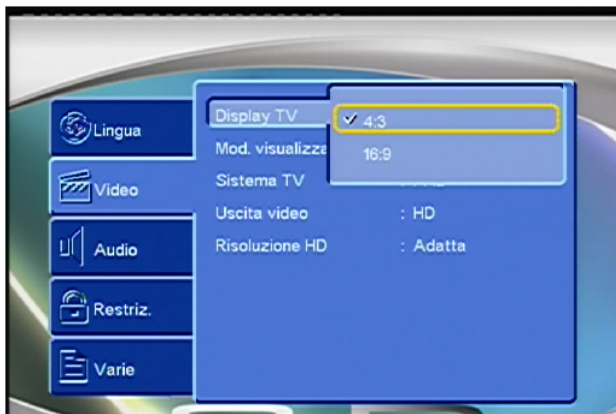 Lingua
Video
Audio
Restriz.
Varie
Display TV
Mod. visualizza
Sistema TV
Uscita video : HD
Risoluzione HD : Adatta
4:3
16:9